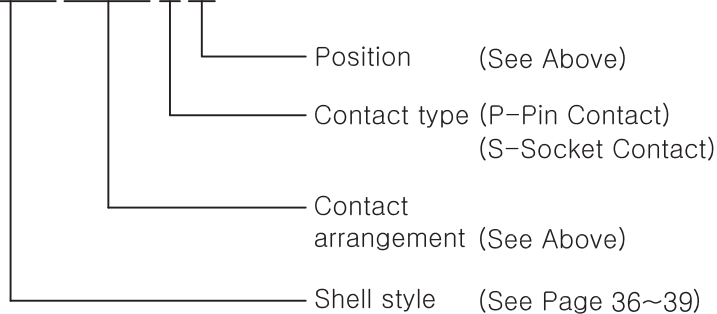 Position (See Above)
Contact type (P-Pin Contact)
(S-Socket Contact)
Contact
arrangement (See Above)
Shell style (See Page 36~39)